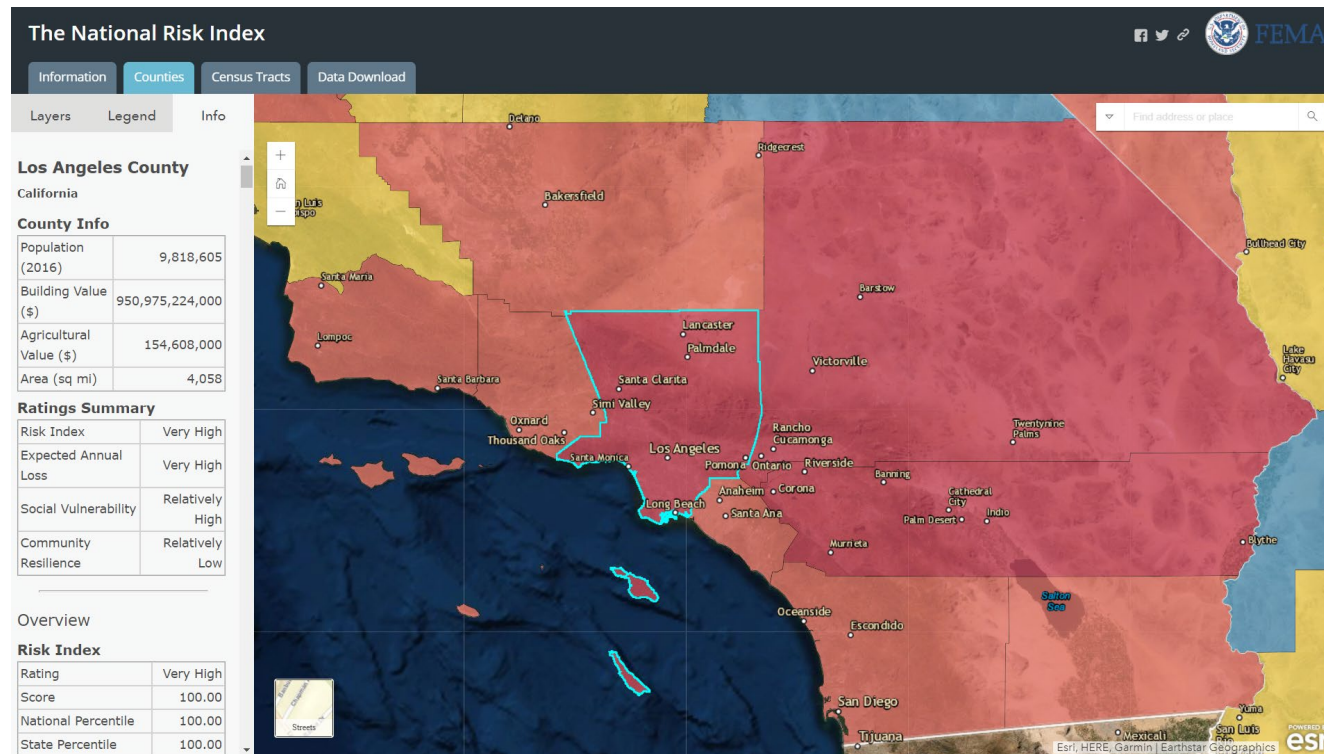 The National Risk Index
FEMA
Information
Counties
Census Tracts
Data Download
Layers
Legend
Info
Los Angeles County
California
County Info
Population
(2016)
9,818,605
Building Value
($)
950,975,224,000
Agricultural
Value ($)
154,608,000
Area (sq mi)
4,058
Ratings Summary
Risk Index
Very High
Expected Annual
Loss
Very High
Social Vulnerability
Relatively
High
Community
Resilience
Relatively
Low
Overview
Risk Index
Rating
Very High
Score
100.00
National Percentile
100.00
State Percentile
100.00
Find address or place
Delano
Ridgecrest
Bakersfield
Bullhead City
Santa Maria
Barstow
Lompoc
Lancaster
Palmdale
Lake
Havasu
City
Victorville
Santa Barbara
Santa Clarita
Simi Valley
Oxnard
Thousand Oaks
Twentynine
Palms
Rancho
Cucamonga
Los Angeles
Santa Monica
Pomona
Ontario
Riverside
Banning
Anaheim
Corona
Cathedral
City
Long Beach
Santa Ana
Palm Desert
Indio
Murrieta
Blythe
Salton
Sea
Oceanside
Escondido
San Diego
Streets
Tijuana
Mexicali
Yuma
San Luis
POWERED BY
esri
Esri, HERE, Garmin | Earthstar Geographics